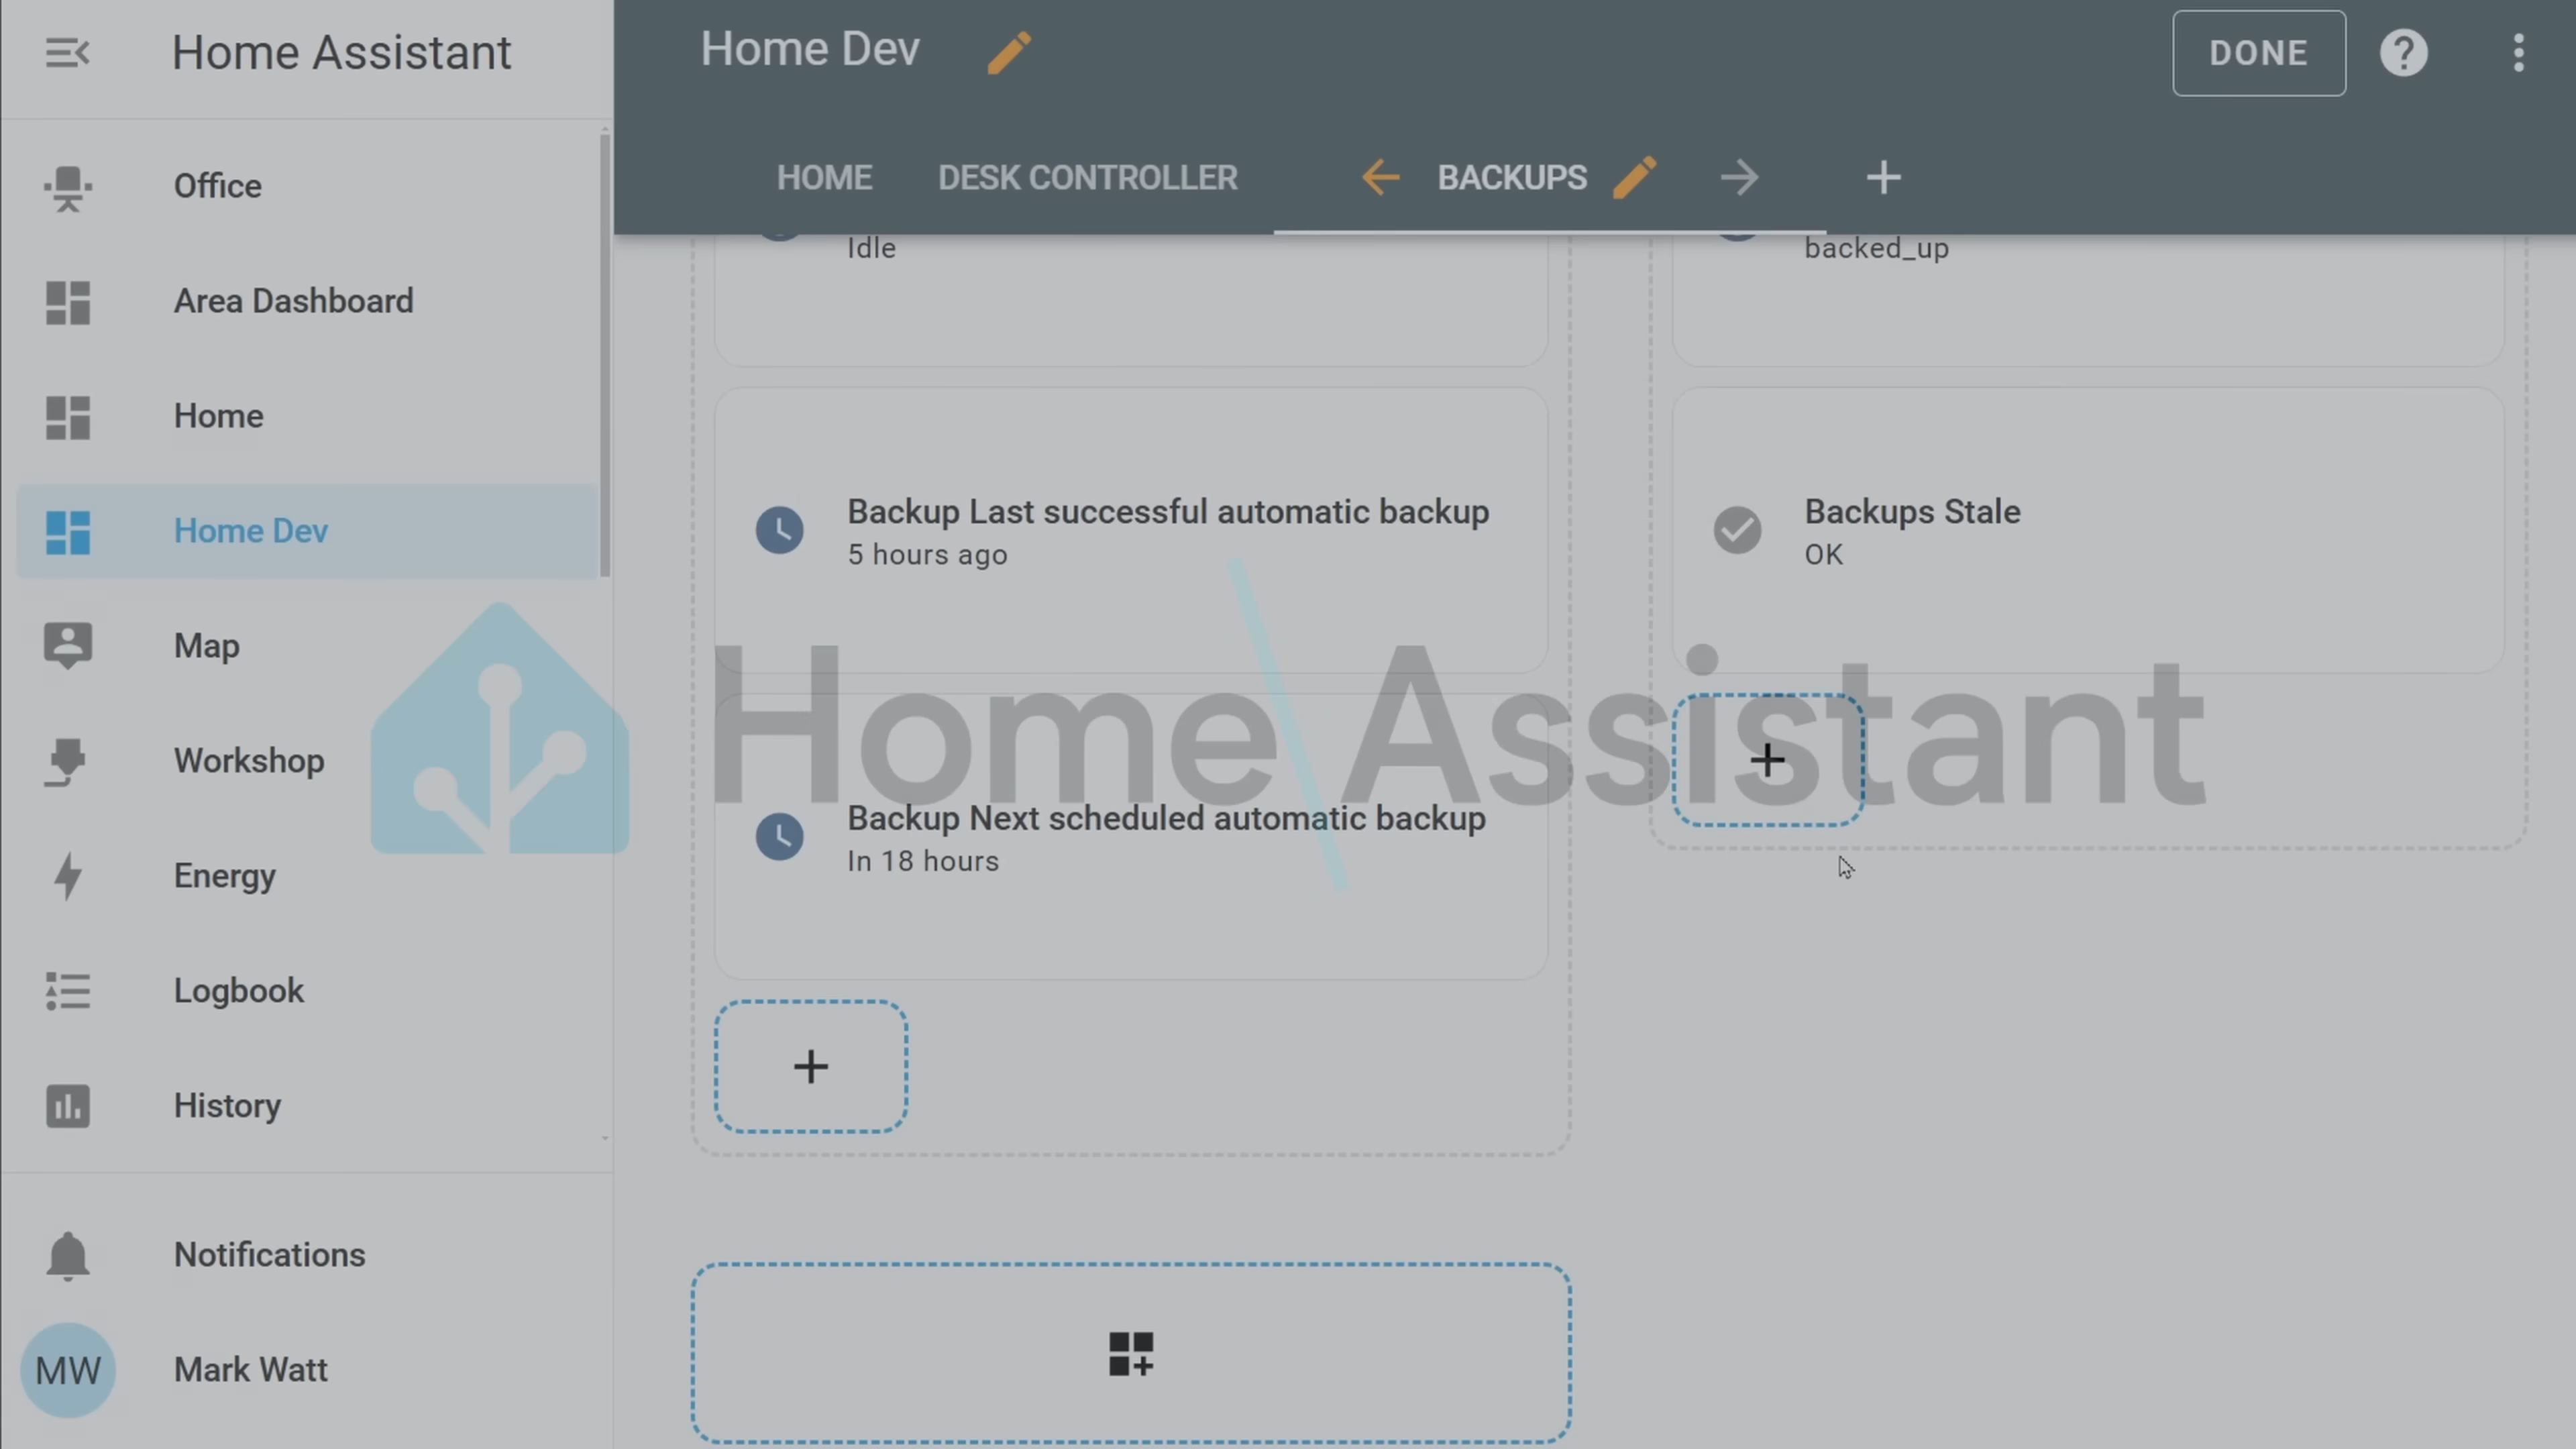 Home Assistant
Office
Area Dashboard
Home
Home Dev
Map
Workshop
Energy
Logbook
History
Notifications
MW
Mark Watt
Home Dev
DONE
HOME
DESK CONTROLLER
BACKUPS
Idle
backed_up
Backup Last successful automatic backup
5 hours ago
Backups Stale
OK
Home Assistant
Backup Next scheduled automatic backup
In 18 hours